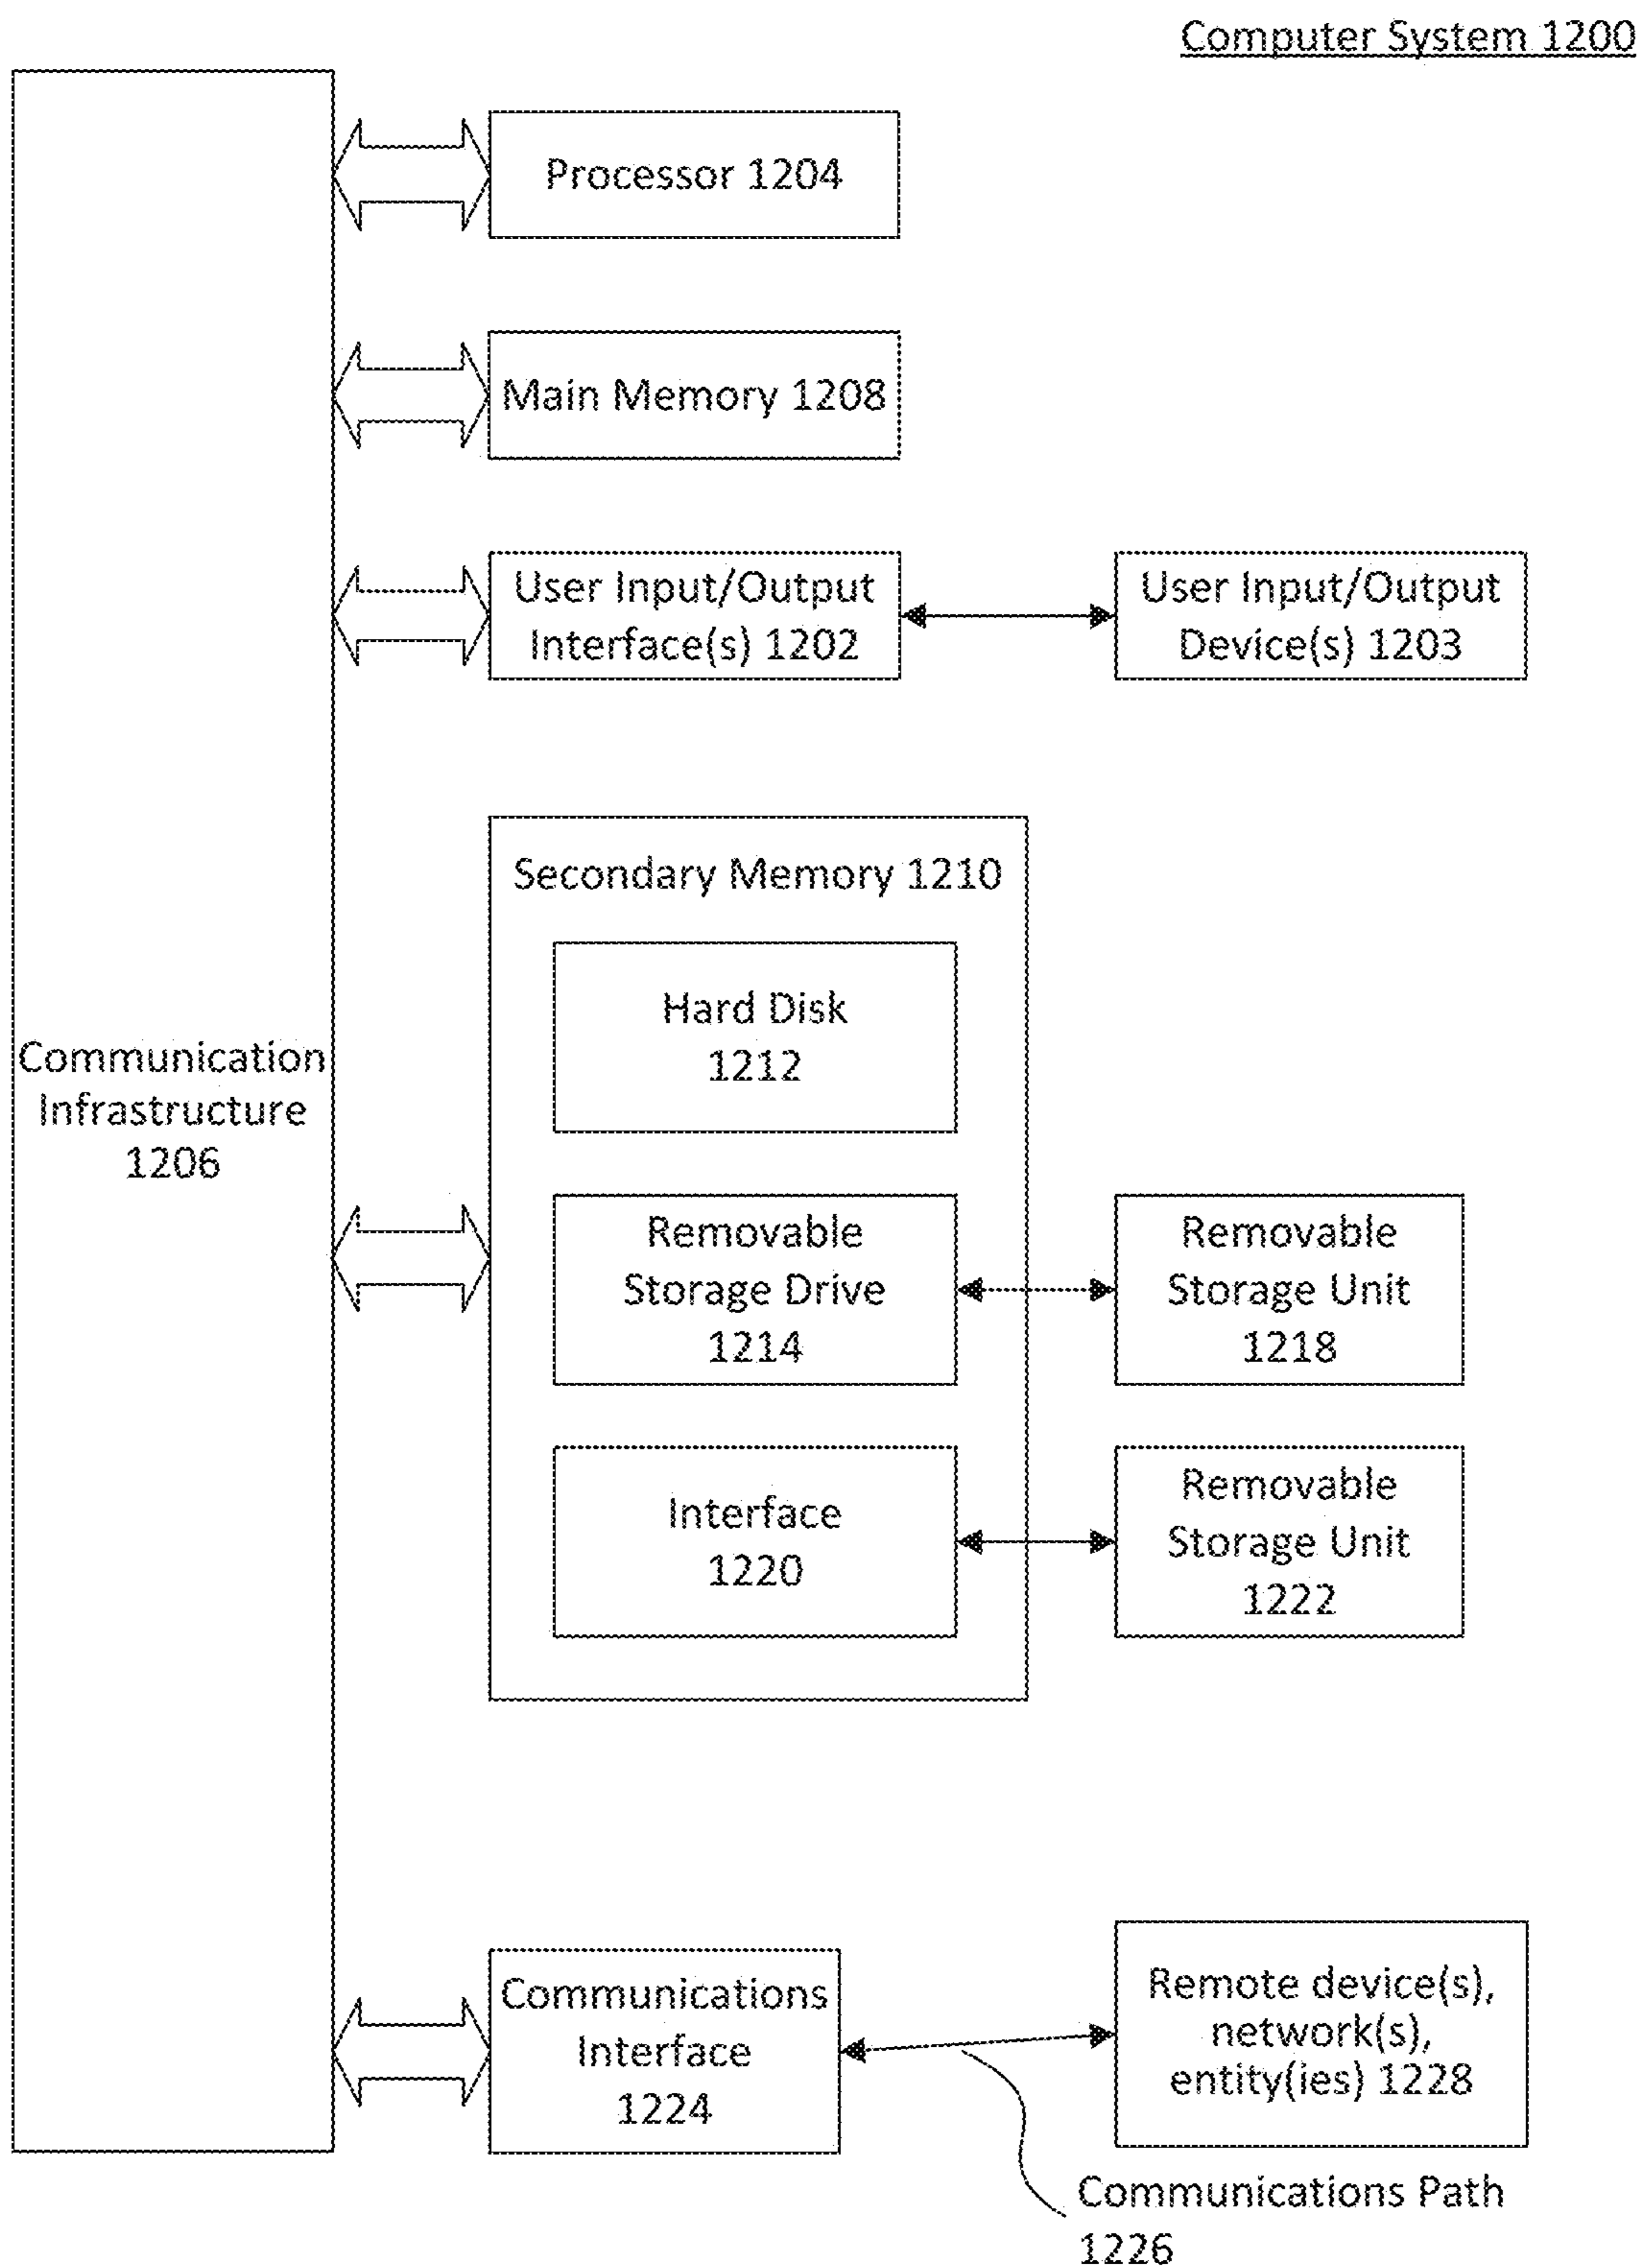 Computer System 1200
Processor 1204
Main Memory 1208
User Input/Output
Interface(s) 1202
User Input/Output
Device(s) 1203
Secondary Memory 1210
Hard Disk
1212
Communication
Infrastructure
1206
Removable
Storage Drive
1214
Removable
Storage Unit
1218
Interface
1220
Removable
Storage Unit
1222
Communications
Interface
1224
Remote device(s),
network(s),
entity(ies) 1228
Communications Path
1226